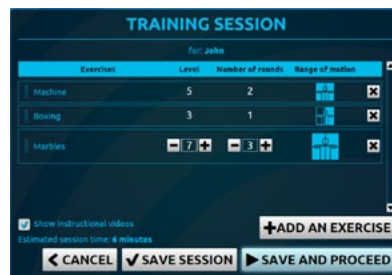 TRAINING SESSION
for: John
Exercises Level Number of rounds Range of motion
Machine 5 2
Boxing 3 1
Marbles 7 3
Show instructional videos
Estimated session time: 6 minutes
ADD AN EXERCISE
CANCEL SAVE SESSION SAVE AND PROCEED